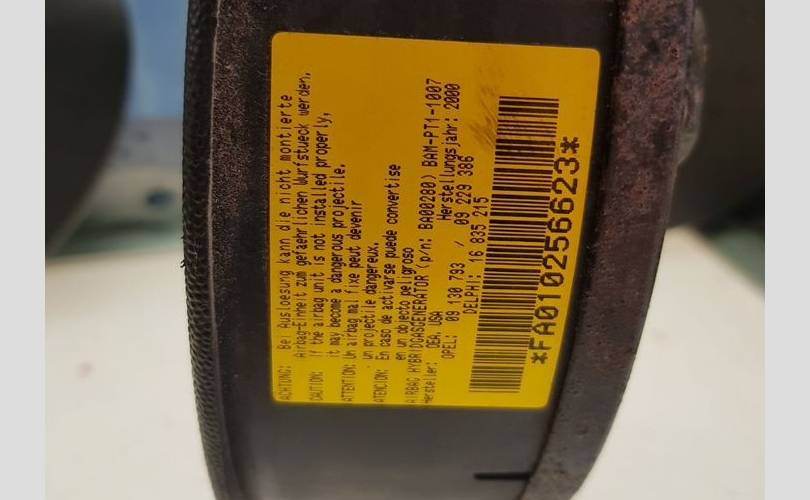 ACHTUNG: Bei Ausloesung kann die nicht montierte
Airbag-Einheit zum gefaehrlichen Wurfstueck werden.
CAUTION: If the airbag unit is not installed properly,
it may become a dangerous projectile.
ATTENTION: Un airbag mal fixe peut devenir
un projectile dangereux.
ATENCION: En caso de activarse puede convertise
en un objecto peligroso
AIRBAG HYBRIDGASGENERATOR (p/n: BA00280) BAM-PT1-1007
Hersteller: OEA, USA Herstellungsjahr: 2000
OPEL: 09 130 793 / 09 229 386
DELPHI: 16 835 215
*FA010256623*